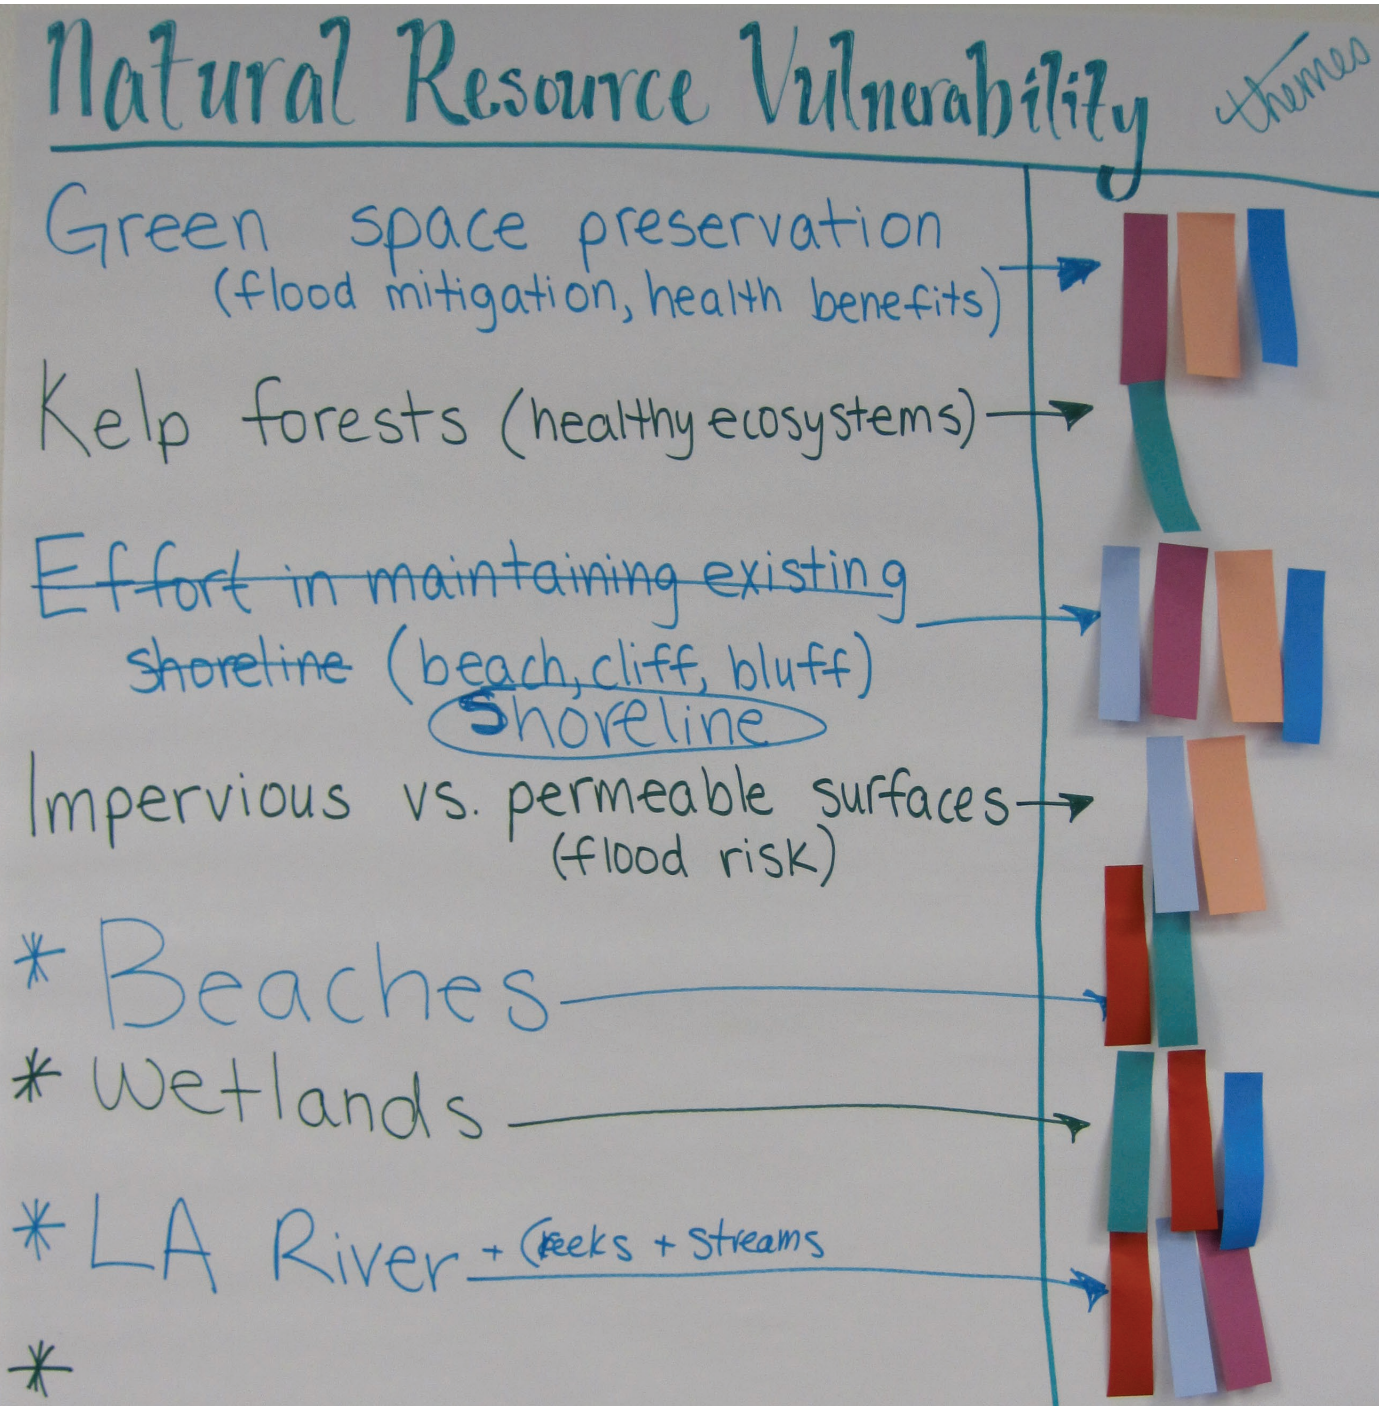 Natural Resource Vulnerability themes
Green space preservation
(flood mitigation, health benefits)
Kelp forests (healthy ecosystems)
Effort in maintaining existing
shoreline (beach, cliff, bluff)
Shoreline
Impervious vs. permeable surfaces
(flood risk)
* Beaches
* Wetlands
* LA River + Creeks + Streams
*